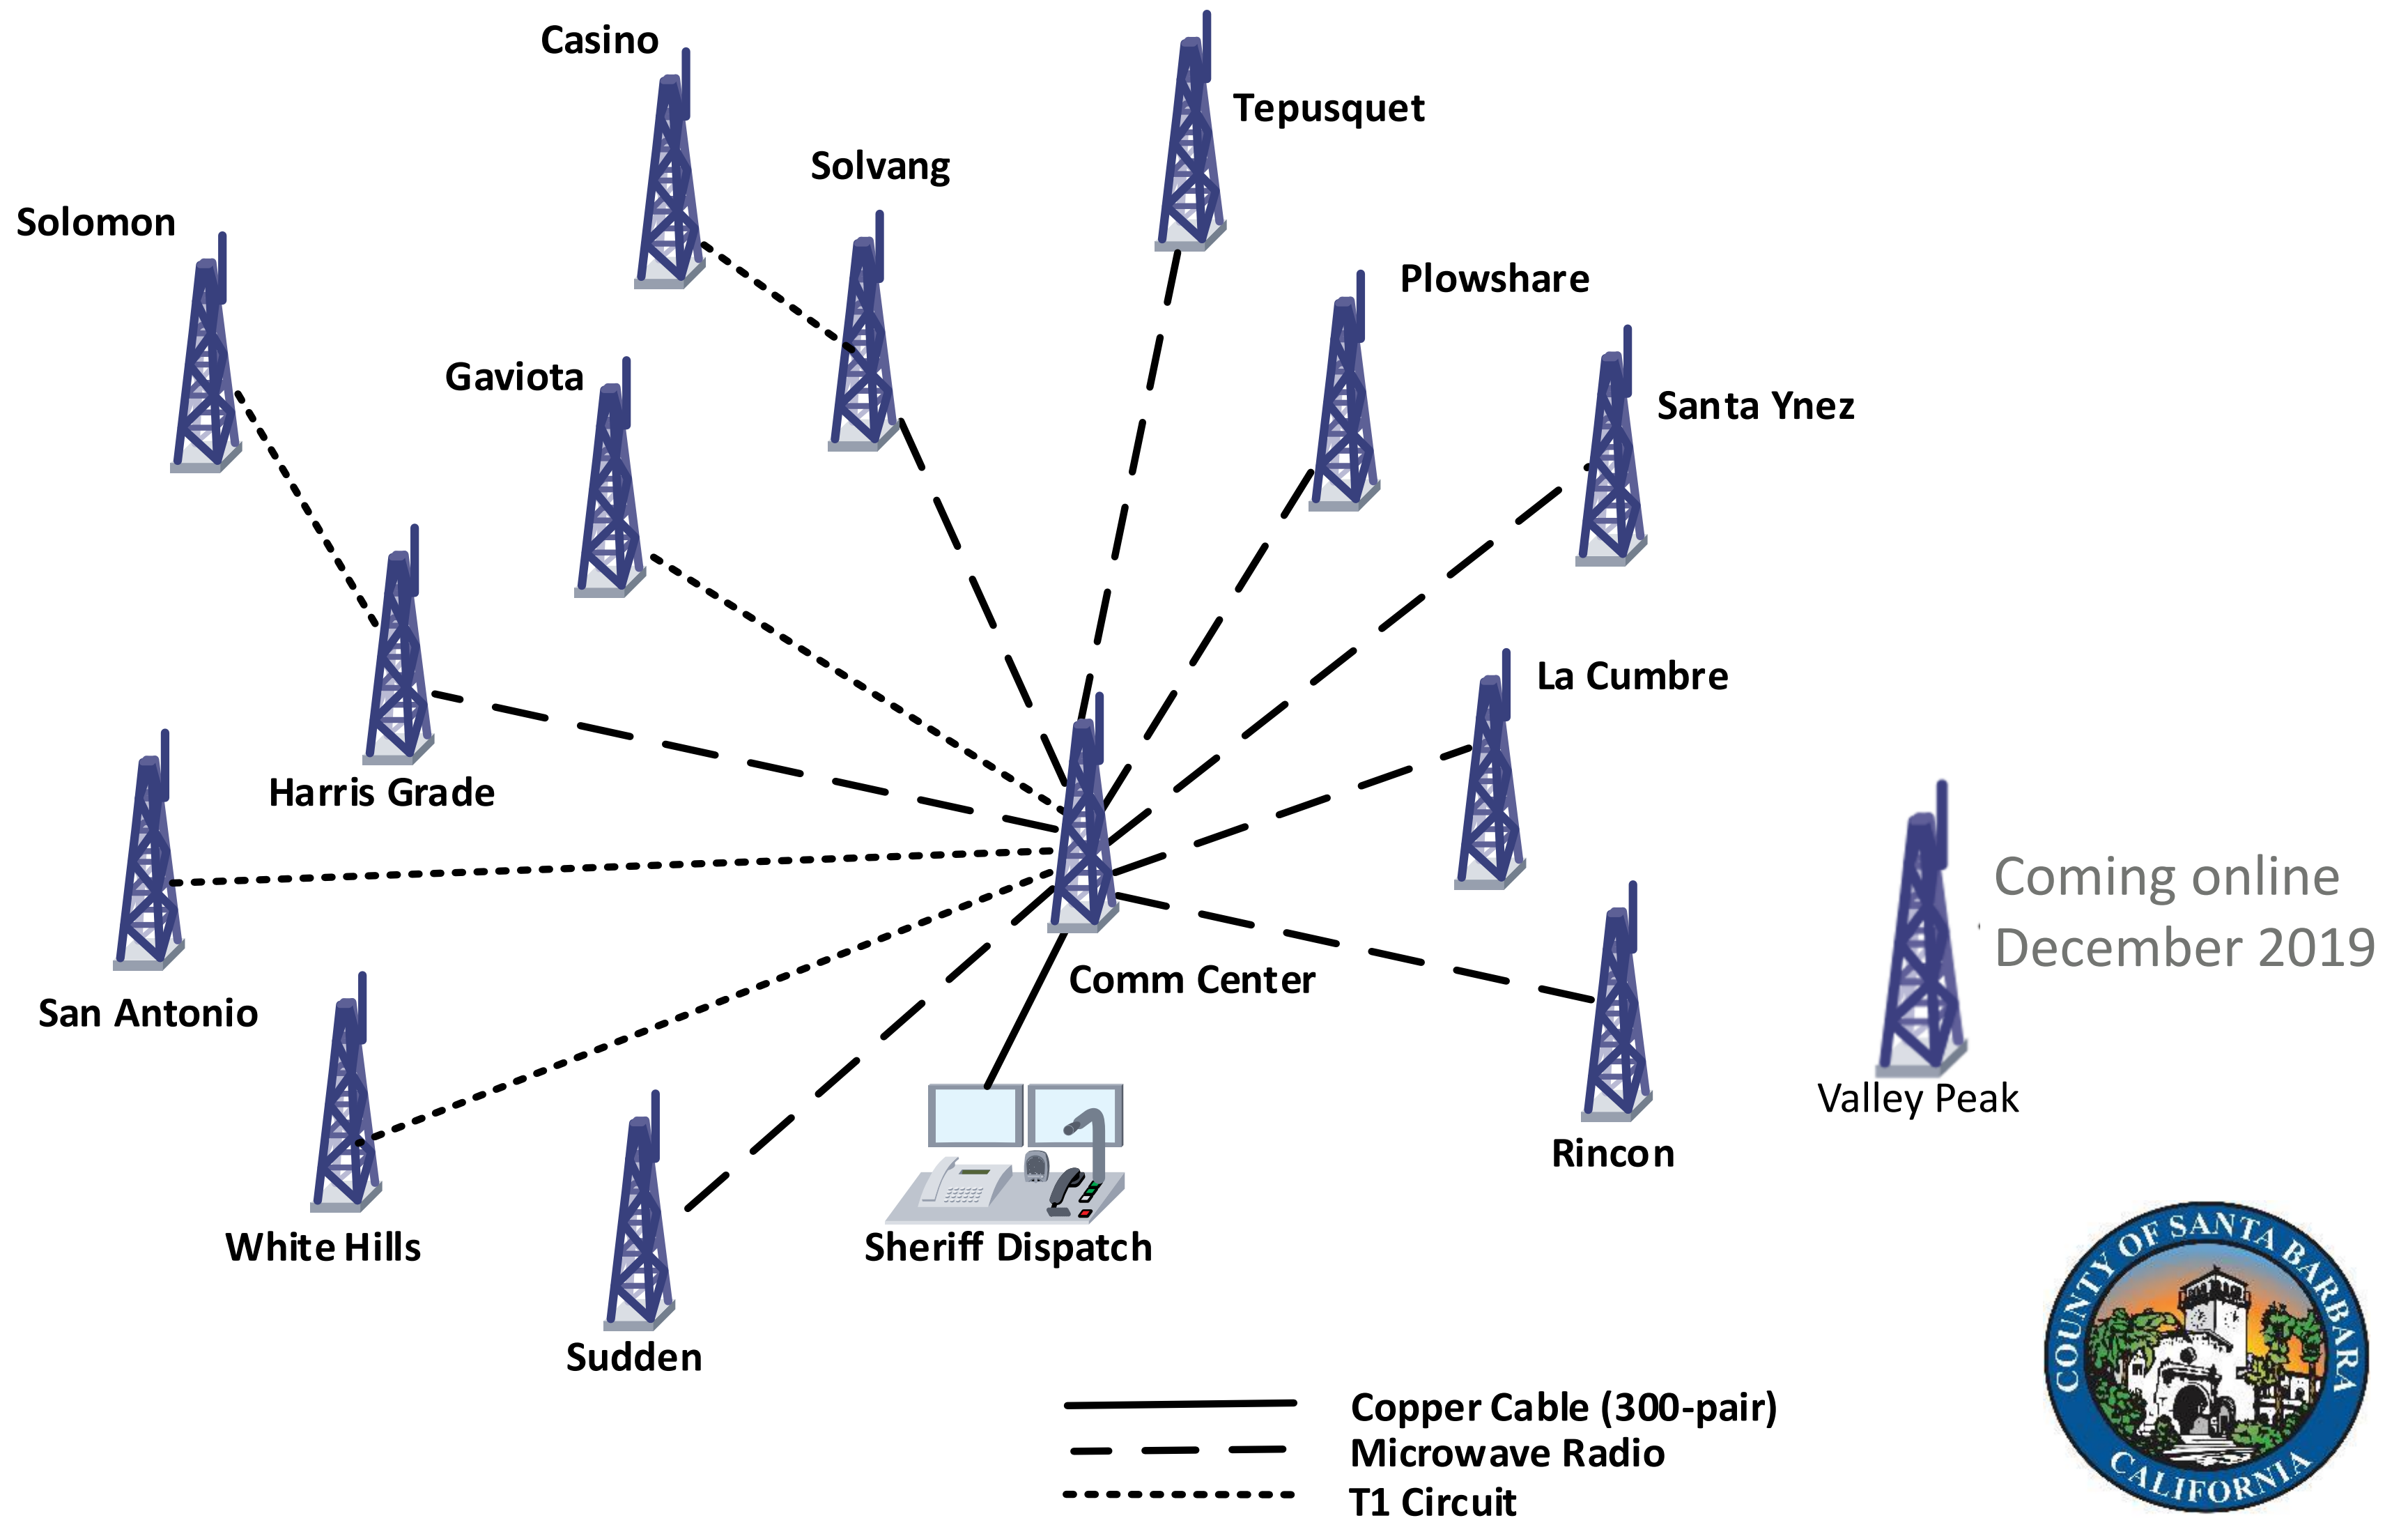 Casino
Tepusquet
Solvang
Solomon
Plowshare
Gaviota
Santa Ynez
La Cumbre
Harris Grade
Coming online
December 2019
Comm Center
San Antonio
Valley Peak
Rincon
White Hills
Sheriff Dispatch
Sudden
Copper Cable (300-pair)
Microwave Radio
T1 Circuit
COUNTY OF SANTA BARBARA
CALIFORNIA